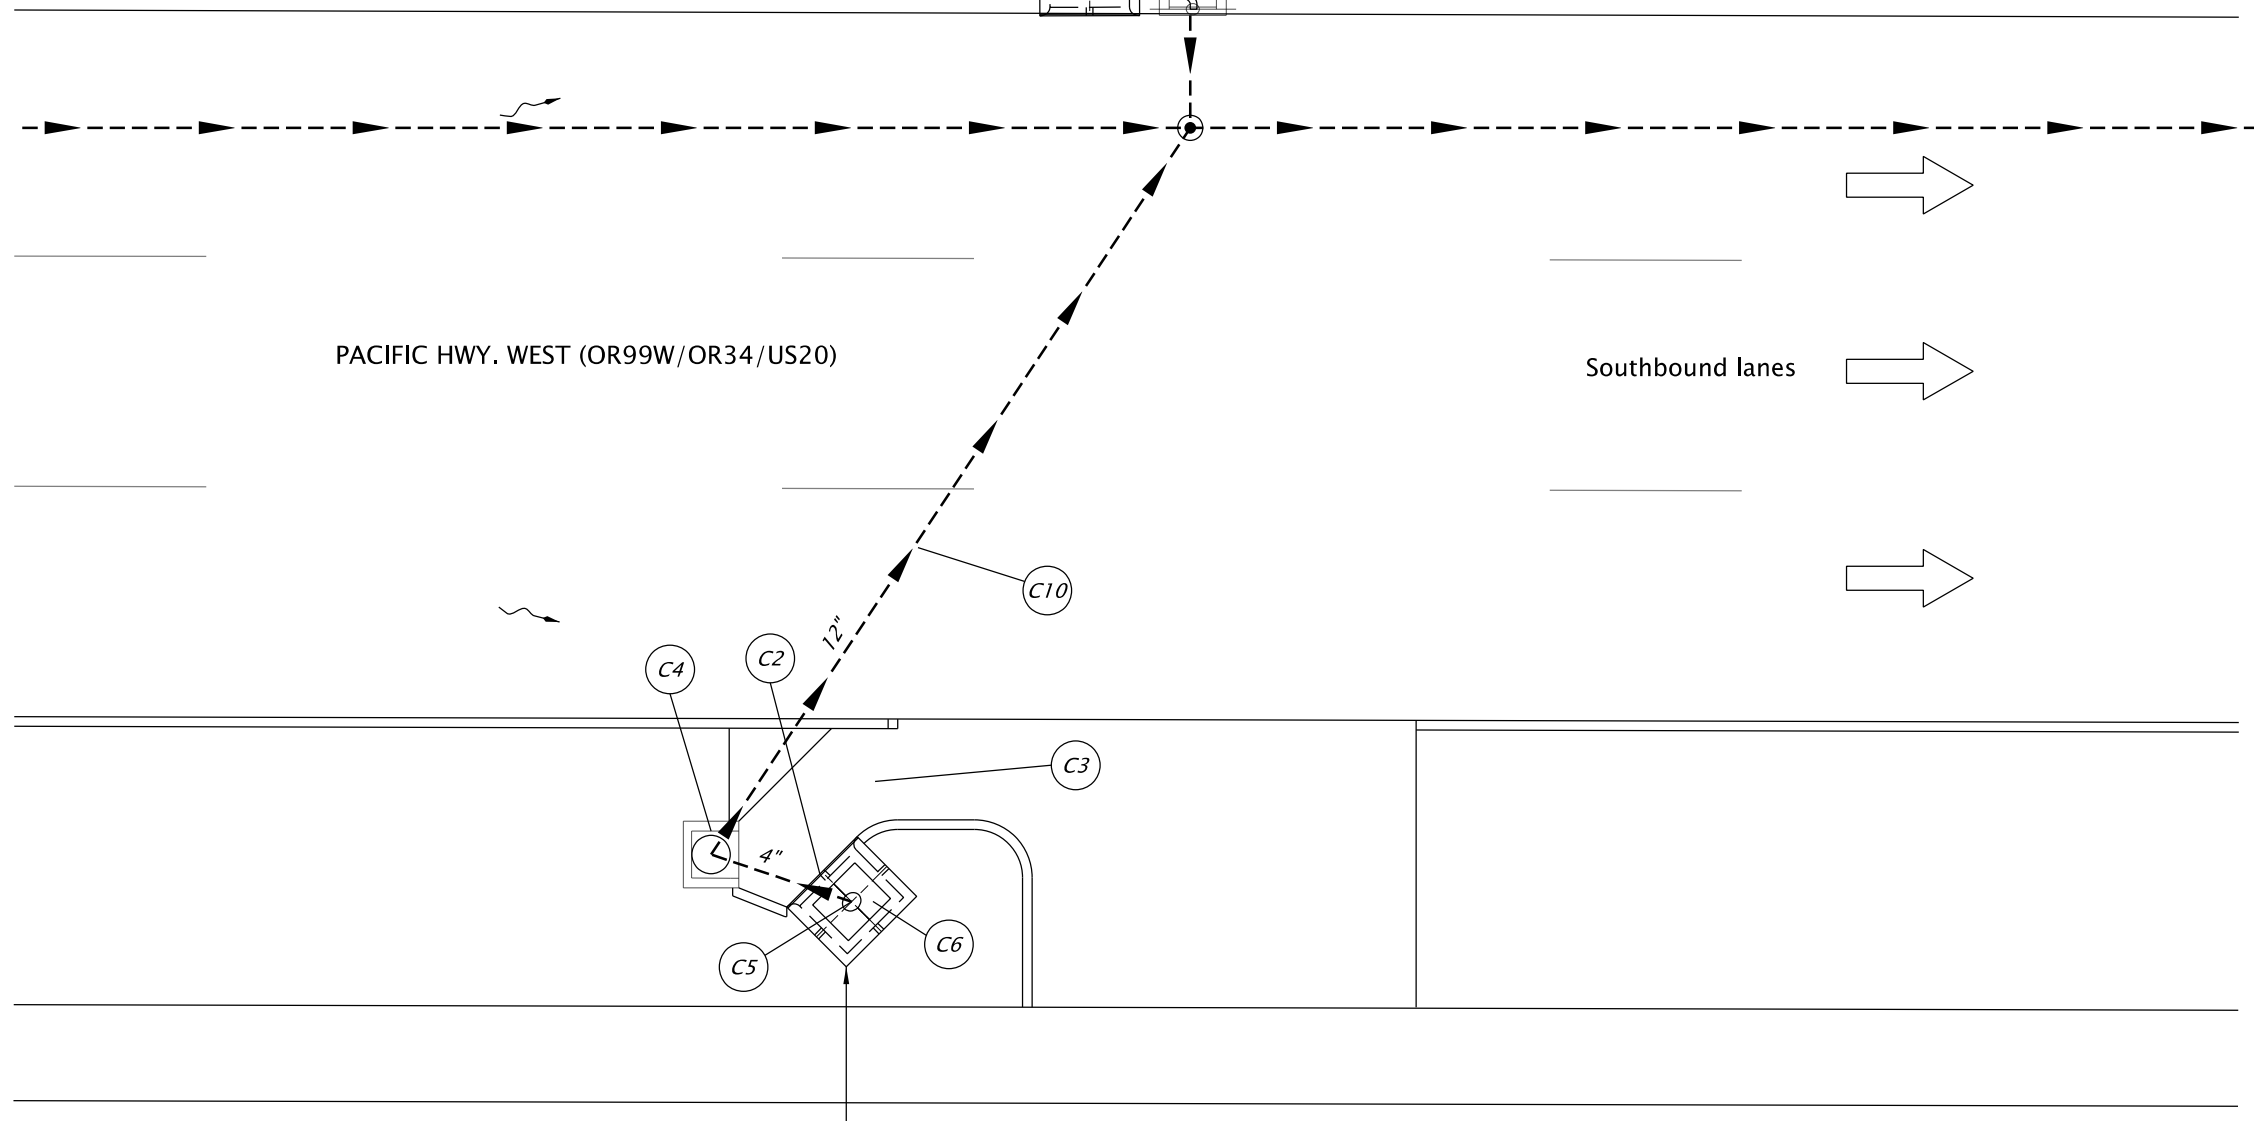 PACIFIC HWY. WEST (OR99W/OR34/US20)
Southbound lanes
C10
12"
C4
C2
C3
4"
C6
C5